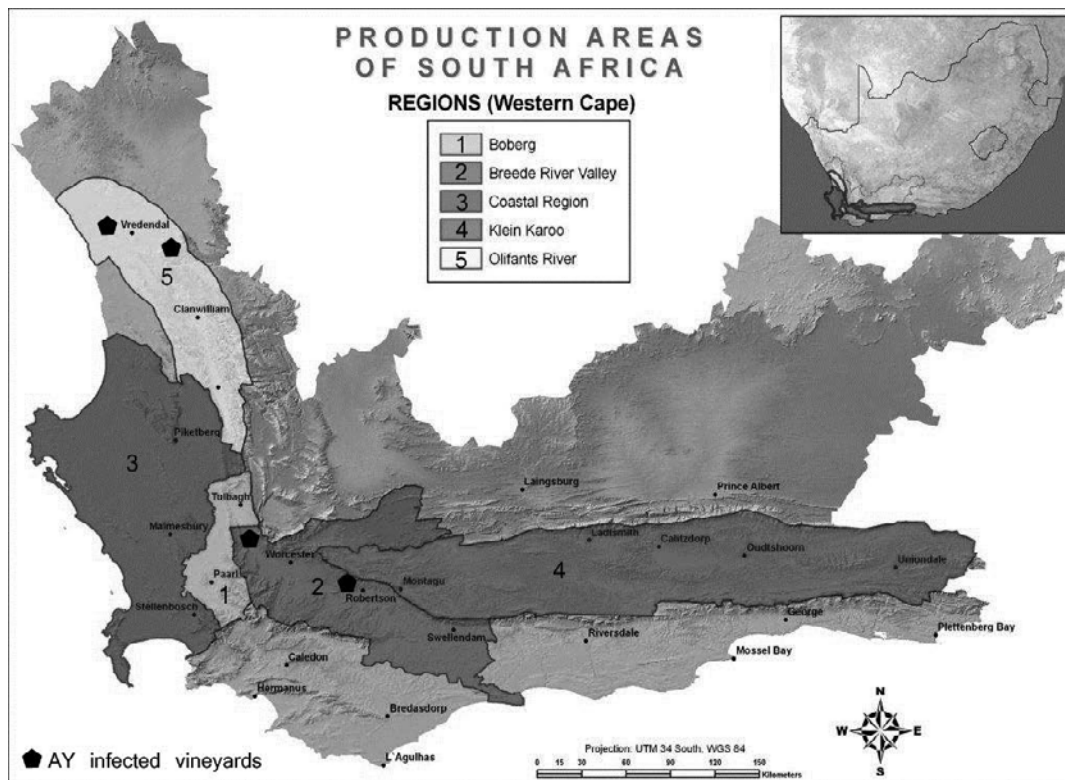 PRODUCTION AREAS
OF SOUTH AFRICA
REGIONS (Western Cape)
1 Boberg
2 Breede River Valley
3 Coastal Region
4 Klein Karoo
5 Olifants River
Vredendal
5
Clanwilliam
3
Piketberg
Tulbagh
Malmesbury
Paarl
1
Stellenbosch
Worcester
2
Robertson
Montagu
Swellendam
Laingsburg
Prince Albert
Ladismith
Calitzdorp
Oudtshoorn
Uniondale
4
George
Plettenberg Bay
Riversdale
Mossel Bay
Caledon
Hermanus
Bredasdorp
L'Agulhas
AY infected vineyards
N
W E
S
Projection: UTM 34 South, WGS 84
0 30 60 90 120 150
Kilometers